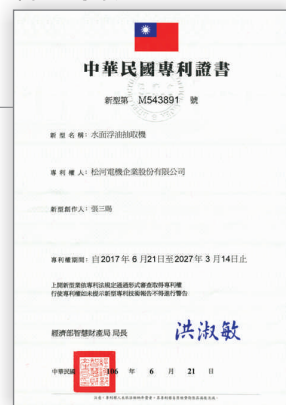 中華民國專利證書
新型第 M543891 號
新型名稱：水面浮油抽取機
專利權人：松河電機企業股份有限公司
新型創作人：張三賜
專利權期間：自2017年6月21日至2027年3月14日止
上開新型業依專利法規定通過形式審查取得專利權
行使專利權如未提示新型專利技術報告不得進行警告
經濟部智慧財產局 局長 洪淑敏
中華民國 106 年 6 月 21 日